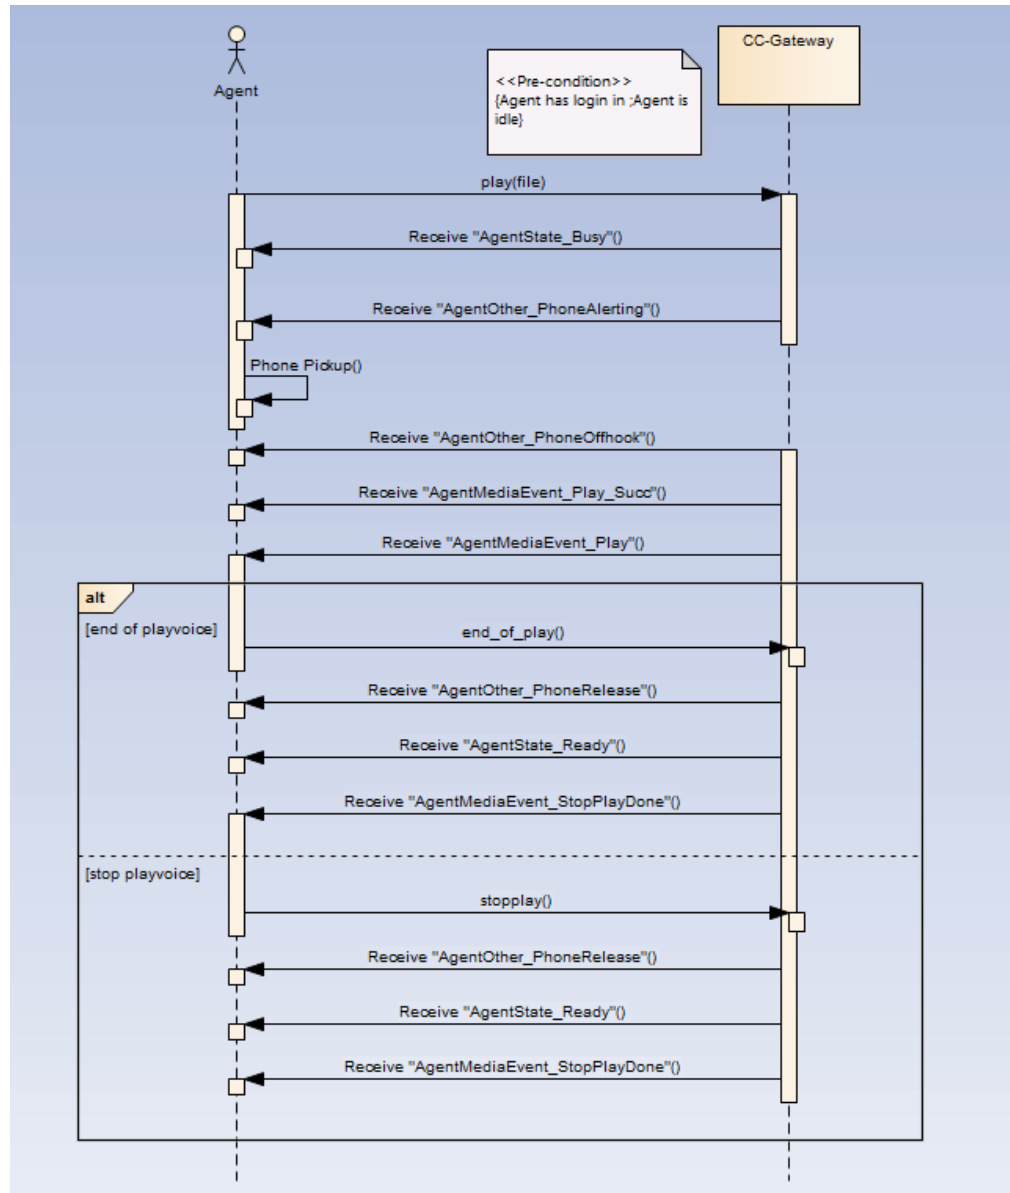 Agent
CC-Gateway
<<Pre-condition>>
{Agent has login in ;Agent is
idle}
play(file)
Receive "AgentState_Busy"()
Receive "AgentOther_PhoneAlerting"()
Phone Pickup()
Receive "AgentOther_PhoneOffhook"()
Receive "AgentMediaEvent_Play_Succ"()
Receive "AgentMediaEvent_Play"()
alt
[end of playvoice]
end_of_play()
Receive "AgentOther_PhoneRelease"()
Receive "AgentState_Ready"()
Receive "AgentMediaEvent_StopPlayDone"()
[stop playvoice]
stopplay()
Receive "AgentOther_PhoneRelease"()
Receive "AgentState_Ready"()
Receive "AgentMediaEvent_StopPlayDone"()